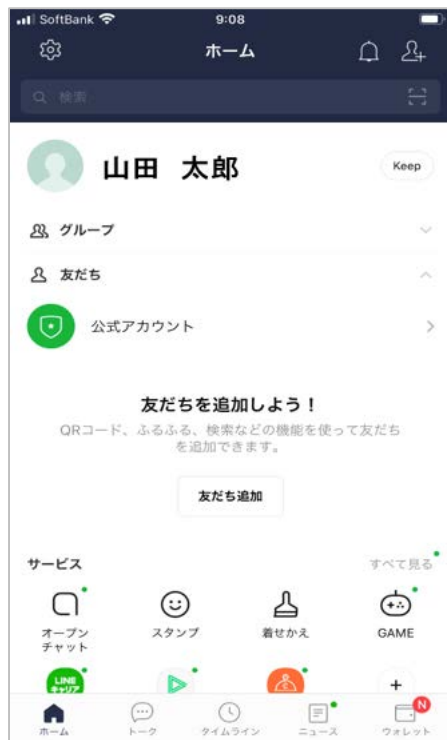 SoftBank 9:08
ホーム
検索
山田 太郎
Keep
グループ
友だち
公式アカウント
友だちを追加しよう！
QRコード、ふるふる、検索などの機能を使って友だち
を追加できます。
友だち追加
サービス すべて見る
オープン
チャット
スタンプ
着せかえ
GAME
LINE
キャリア
N
ホーム トーク タイムライン ニュース ウォレット